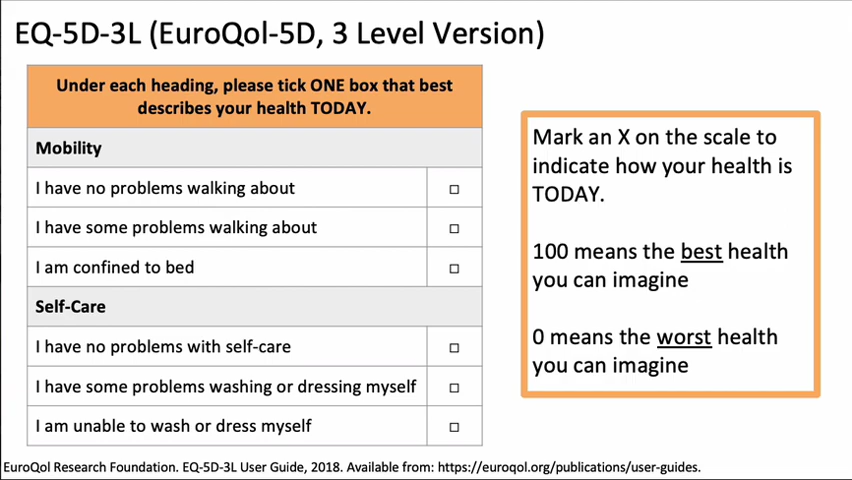 EQ-5D-3L (EuroQol-5D, 3 Level Version)
Under each heading, please tick ONE box that best
describes your health TODAY.
Mobility
I have no problems walking about
I have some problems walking about
I am confined to bed
Self-Care
I have no problems with self-care
I have some problems washing or dressing myself
I am unable to wash or dress myself
Mark an X on the scale to
indicate how your health is
TODAY.
100 means the best health
you can imagine
0 means the worst health
you can imagine
EuroQol Research Foundation. EQ-5D-3L User Guide, 2018. Available from: https://euroqol.org/publications/user-guides.